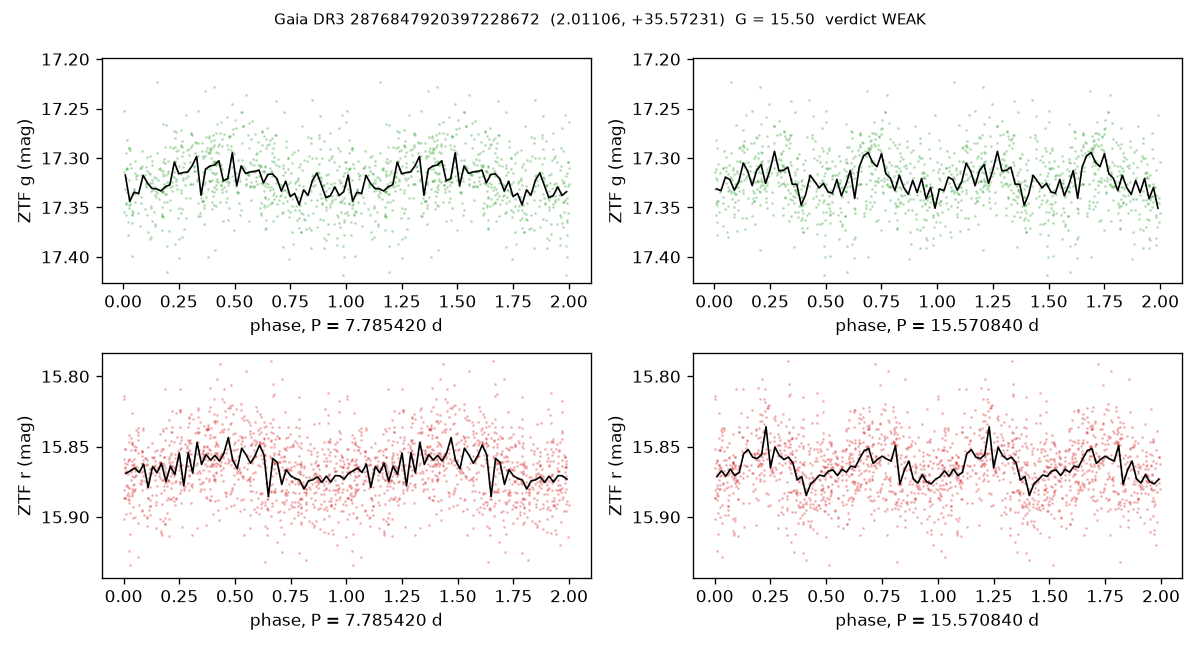 Gaia DR3 2876847920397228672  (2.01106, +35.57231)  G = 15.50  verdict WEAK
17.20
17.25
17.30
17.35
17.40
ZTF g (mag)
0.00 0.25 0.50 0.75 1.00 1.25 1.50 1.75 2.00
phase, P = 7.785420 d
17.20
17.25
17.30
17.35
17.40
ZTF g (mag)
0.00 0.25 0.50 0.75 1.00 1.25 1.50 1.75 2.00
phase, P = 15.570840 d
15.80
15.85
15.90
ZTF r (mag)
0.00 0.25 0.50 0.75 1.00 1.25 1.50 1.75 2.00
phase, P = 7.785420 d
15.80
15.85
15.90
ZTF r (mag)
0.00 0.25 0.50 0.75 1.00 1.25 1.50 1.75 2.00
phase, P = 15.570840 d